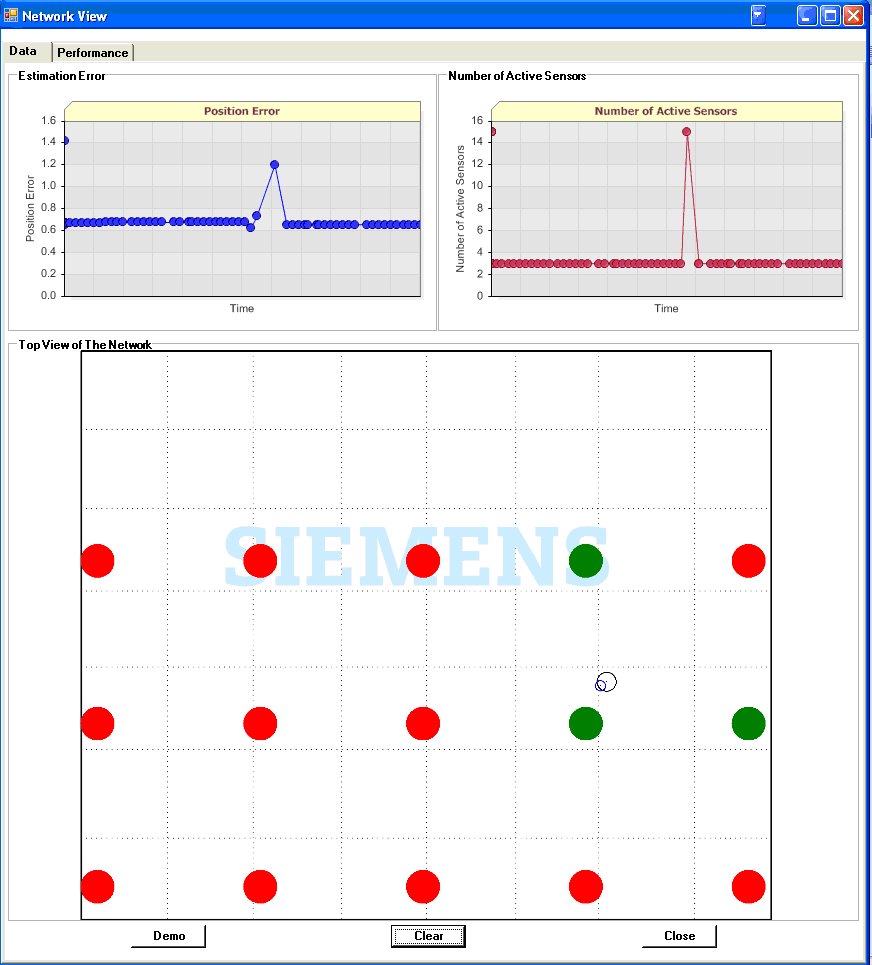 Network View
Data
Performance
Estimation Error
Number of Active Sensors
Position Error
1.6
1.4
1.2
1.0
0.8
0.6
0.4
0.2
0.0
Position Error
Time
Number of Active Sensors
16
14
12
10
8
6
4
2
0
Number of Active Sensors
Time
Top View of The Network
SIEMENS
Demo
Clear
Close